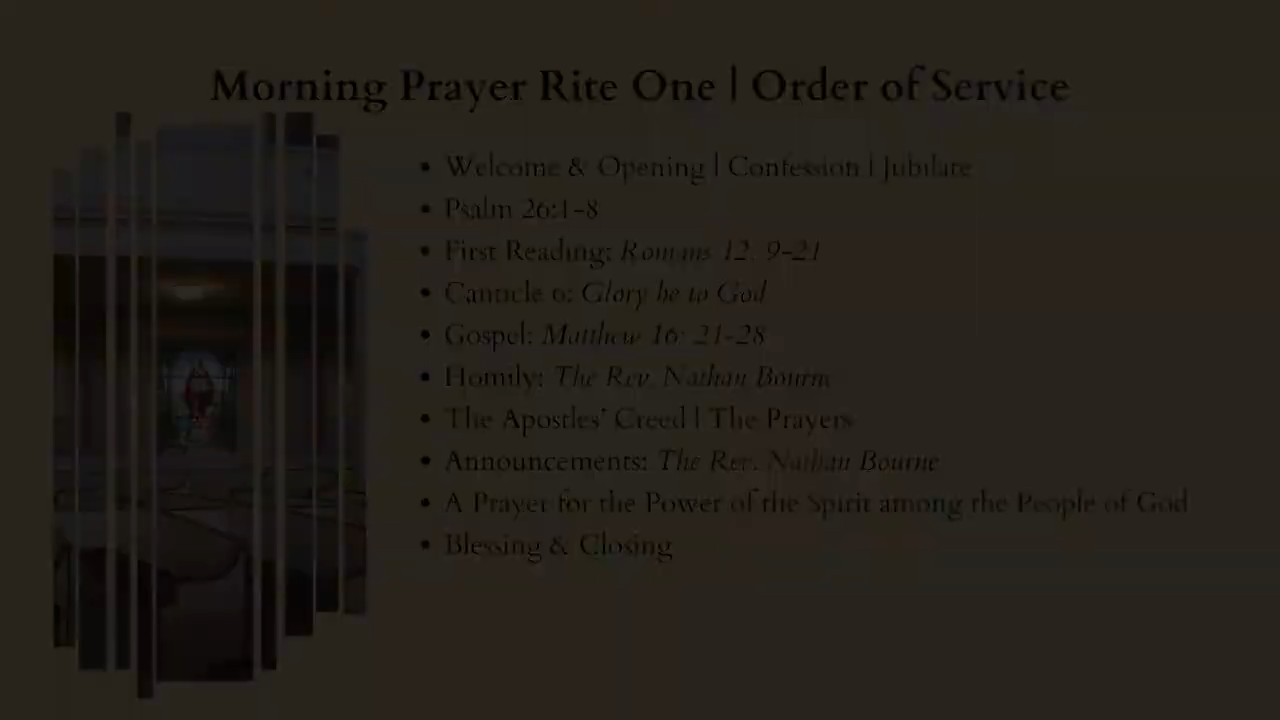 Morning Prayer Rite One | Order of Service
• Welcome & Opening | Confession | Jubilate
• Psalm 26:1-8
• First Reading: Romans 12: 9-21
• Canticle 6: Glory be to God
• Gospel: Matthew 16: 21-28
• Homily: The Rev. Nathan Bourne
• The Apostles' Creed | The Prayers
• Announcements: The Rev. Nathan Bourne
• A Prayer for the Power of the Spirit among the People of God
• Blessing & Closing